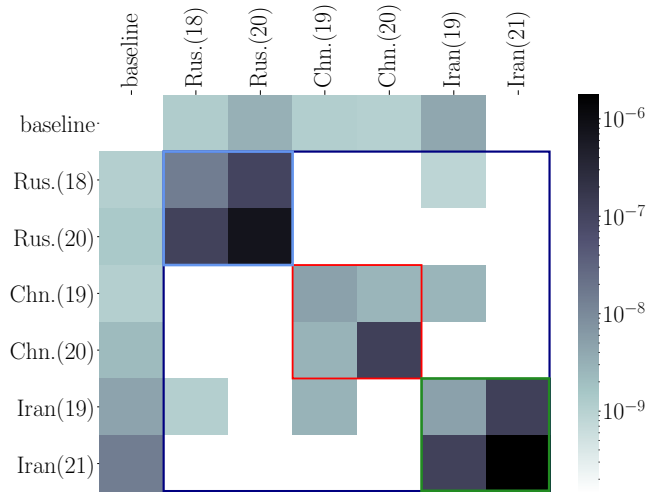 baseline
Rus.(18)
Rus.(20)
Chn.(19)
Chn.(20)
Iran(19)
Iran(21)
baseline
Rus.(18)
Rus.(20)
Chn.(19)
Chn.(20)
Iran(19)
Iran(21)
10⁻⁶
10⁻⁷
10⁻⁸
10⁻⁹